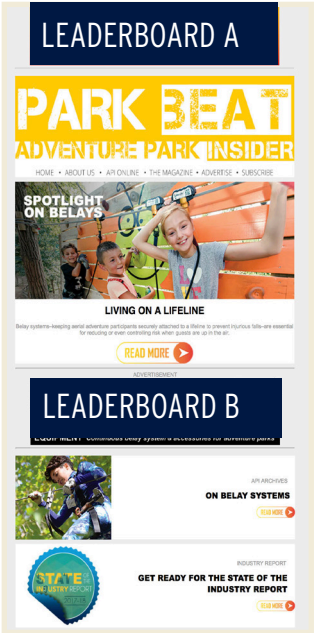 LEADERBOARD A
PARK BEAT
ADVENTURE PARK INSIDER
HOME • ABOUT US • API ONLINE • THE MAGAZINE • ADVERTISE • SUBSCRIBE
SPOTLIGHT
ON BELAYS
LIVING ON A LIFELINE
Belay systems–keeping aerial adventure participants securely attached to a lifeline to prevent injurious falls–are essential
for reducing or even controlling risk when guests are up in the air.
READ MORE
ADVERTISEMENT
LEADERBOARD B
EQUIPMENT Continuous belay system & accessories for adventure parks
API ARCHIVES
ON BELAY SYSTEMS
READ MORE
INDUSTRY REPORT
STATE
INDUSTRY REPORT
GET READY FOR THE STATE OF THE
INDUSTRY REPORT
READ MORE